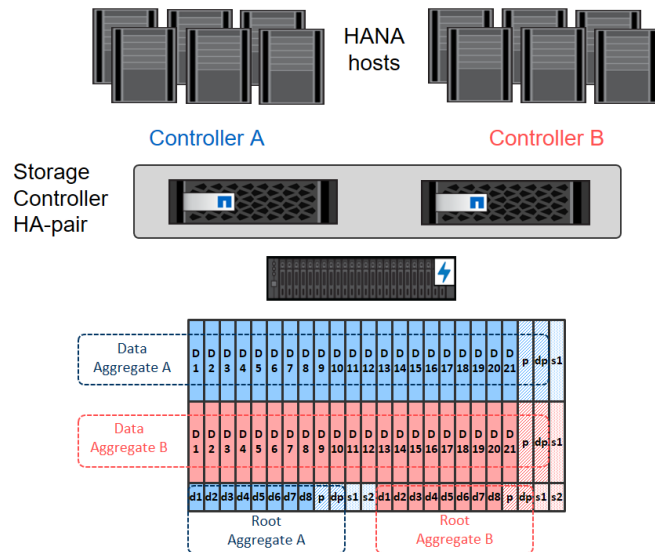 HANA
hosts
Controller A
Controller B
Storage
Controller
HA-pair
Data
Aggregate A
D D D D D D D D D D D D D D D D D D D D D
1 2 3 4 5 6 7 8 9 10 11 12 13 14 15 16 17 18 19 20 21 p dp s1
Data
Aggregate B
D D D D D D D D D D D D D D D D D D D D D
1 2 3 4 5 6 7 8 9 10 11 12 13 14 15 16 17 18 19 20 21 p dp s1
d1 d2 d3 d4 d5 d6 d7 d8 p dp s1 s2 d1 d2 d3 d4 d5 d6 d7 d8 p dp s1 s2
Root
Aggregate A
Root
Aggregate B